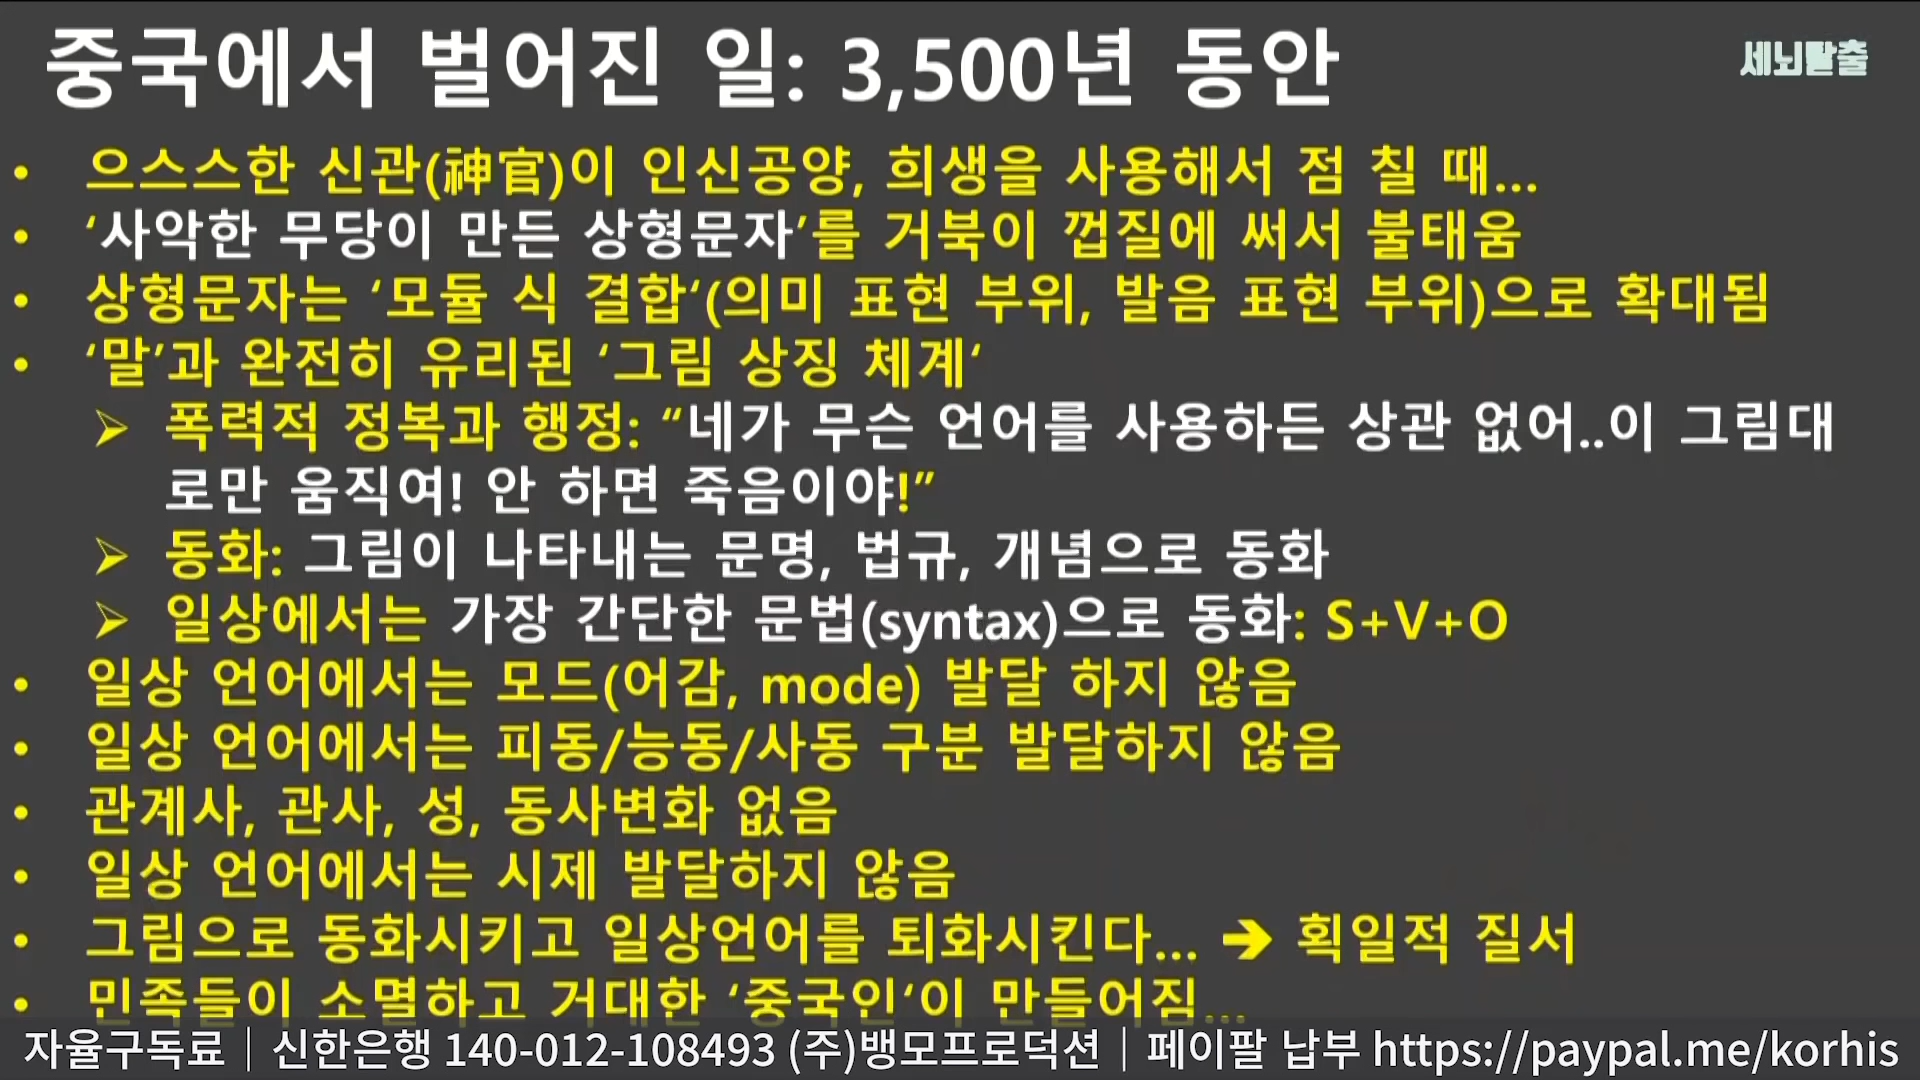 중국에서 벌어진 일: 3,500년 동안
세뇌탈출
• 으스스한 신관(神官)이 인신공양, 희생을 사용해서 점 칠 때...
• ‘사악한 무당이 만든 상형문자’를 거북이 껍질에 써서 불태움
• 상형문자는 ‘모듈 식 결합‘(의미 표현 부위, 발음 표현 부위)으로 확대됨
• ‘말’과 완전히 유리된 ‘그림 상징 체계‘
➢ 폭력적 정복과 행정: “네가 무슨 언어를 사용하든 상관 없어..이 그림대
로만 움직여! 안 하면 죽음이야!”
➢ 동화: 그림이 나타내는 문명, 법규, 개념으로 동화
➢ 일상에서는 가장 간단한 문법(syntax)으로 동화: S+V+O
• 일상 언어에서는 모드(어감, mode) 발달 하지 않음
• 일상 언어에서는 피동/능동/사동 구분 발달하지 않음
• 관계사, 관사, 성, 동사변화 없음
• 일상 언어에서는 시제 발달하지 않음
• 그림으로 동화시키고 일상언어를 퇴화시킨다... ➔ 획일적 질서
• 민족들이 소멸하고 거대한 ‘중국인‘이 만들어짐...
자율구독료｜신한은행 140-012-108493 (주)뱅모프로덕션｜페이팔 납부 https://paypal.me/korhis